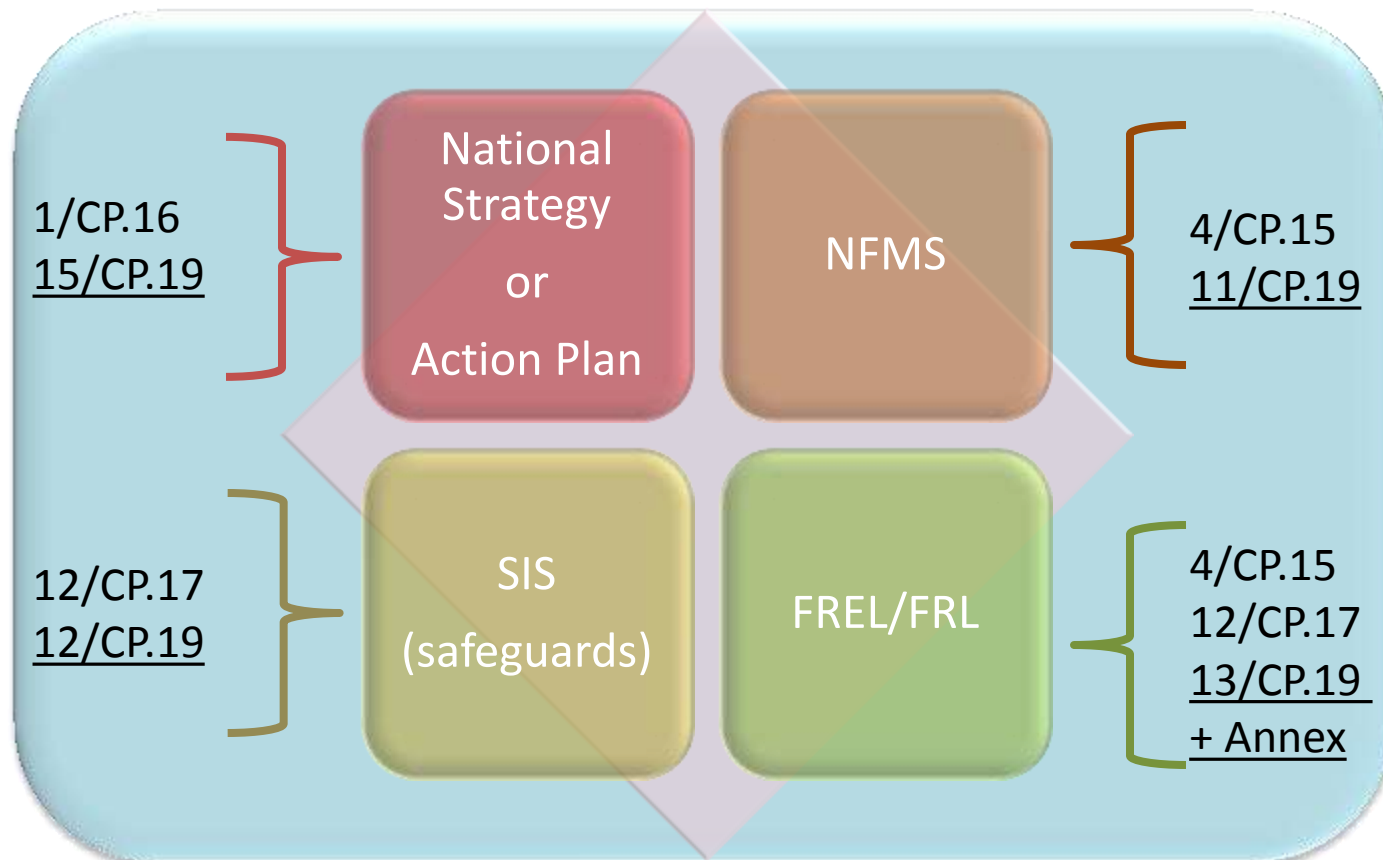 1/CP.16
15/CP.19
National
Strategy
or
Action Plan
NFMS
4/CP.15
11/CP.19
12/CP.17
12/CP.19
SIS
(safeguards)
FREL/FRL
4/CP.15
12/CP.17
13/CP.19
+ Annex